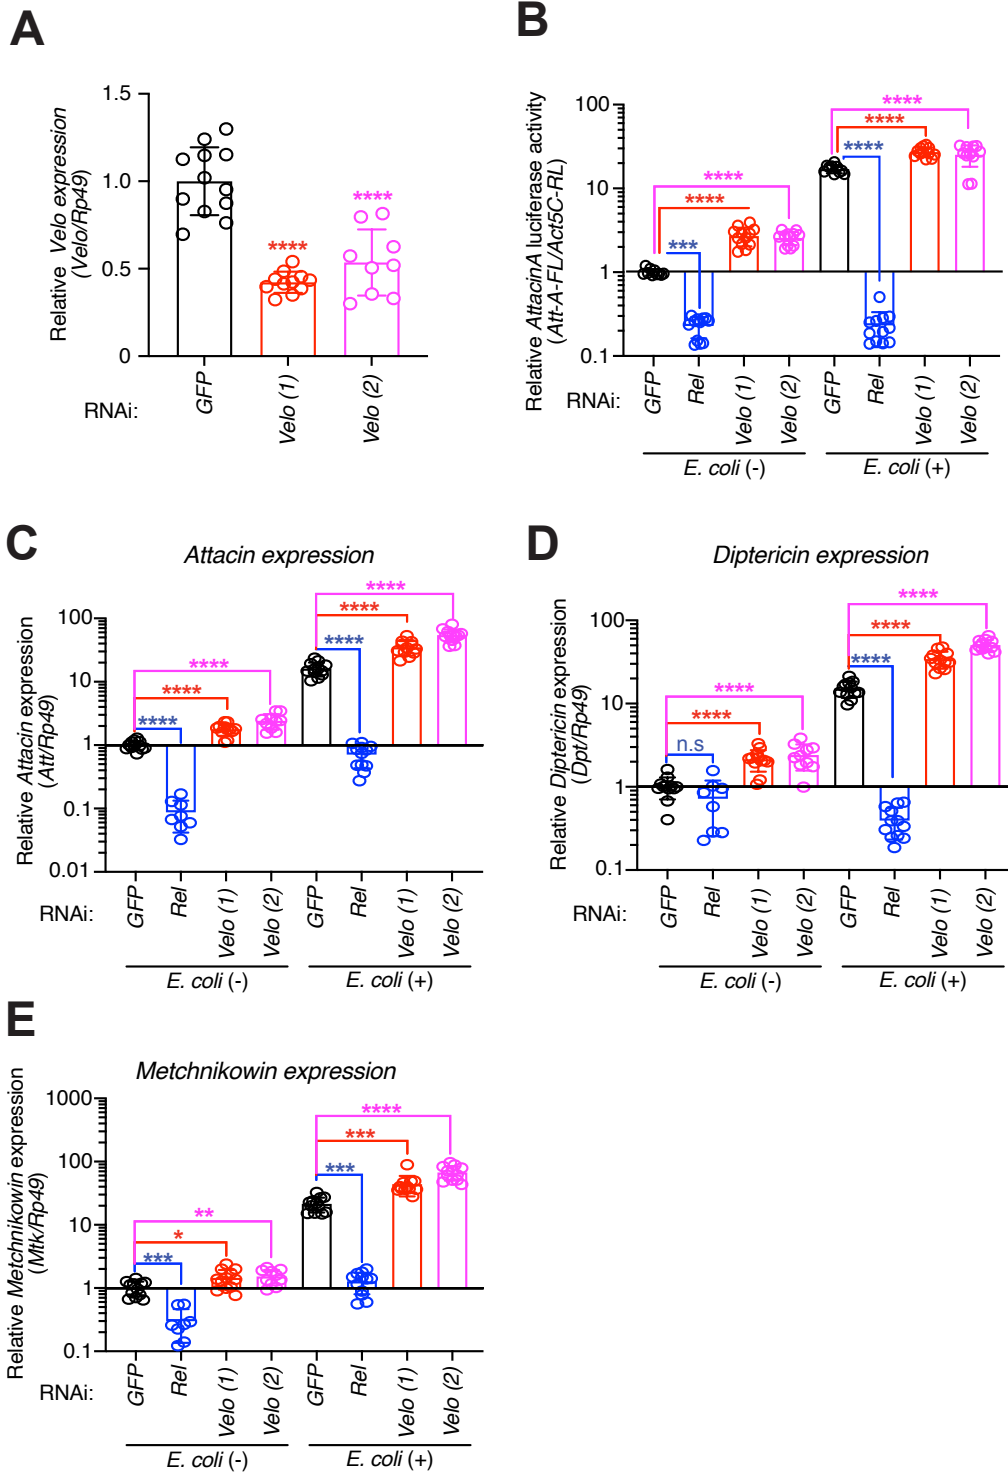 A
Relative Velo expression
(Velo/Rp49)
1.5
1.0
0.5
0
****
****
RNAi:
GFP
Velo (1)
Velo (2)
B
Relative AttacinA luciferase activity
(Att-A-FL/Act5C-RL)
100
10
1
0.1
****
****
***
****
****
****
RNAi:
GFP
Rel
Velo (1)
Velo (2)
GFP
Rel
Velo (1)
Velo (2)
E. coli (-)
E. coli (+)
C
Attacin expression
Relative Attacin expression
(Att/Rp49)
100
10
1
0.1
0.01
****
****
****
****
****
****
RNAi:
GFP
Rel
Velo (1)
Velo (2)
GFP
Rel
Velo (1)
Velo (2)
E. coli (-)
E. coli (+)
D
Diptericin expression
Relative Diptericin expression
(Dpt/Rp49)
100
10
1
0.1
****
****
n.s
****
****
****
RNAi:
GFP
Rel
Velo (1)
Velo (2)
GFP
Rel
Velo (1)
Velo (2)
E. coli (-)
E. coli (+)
E
Metchnikowin expression
Relative Metchnikowin expression
(Mtk/Rp49)
1000
100
10
1
0.1
**
*
***
****
***
***
RNAi:
GFP
Rel
Velo (1)
Velo (2)
GFP
Rel
Velo (1)
Velo (2)
E. coli (-)
E. coli (+)